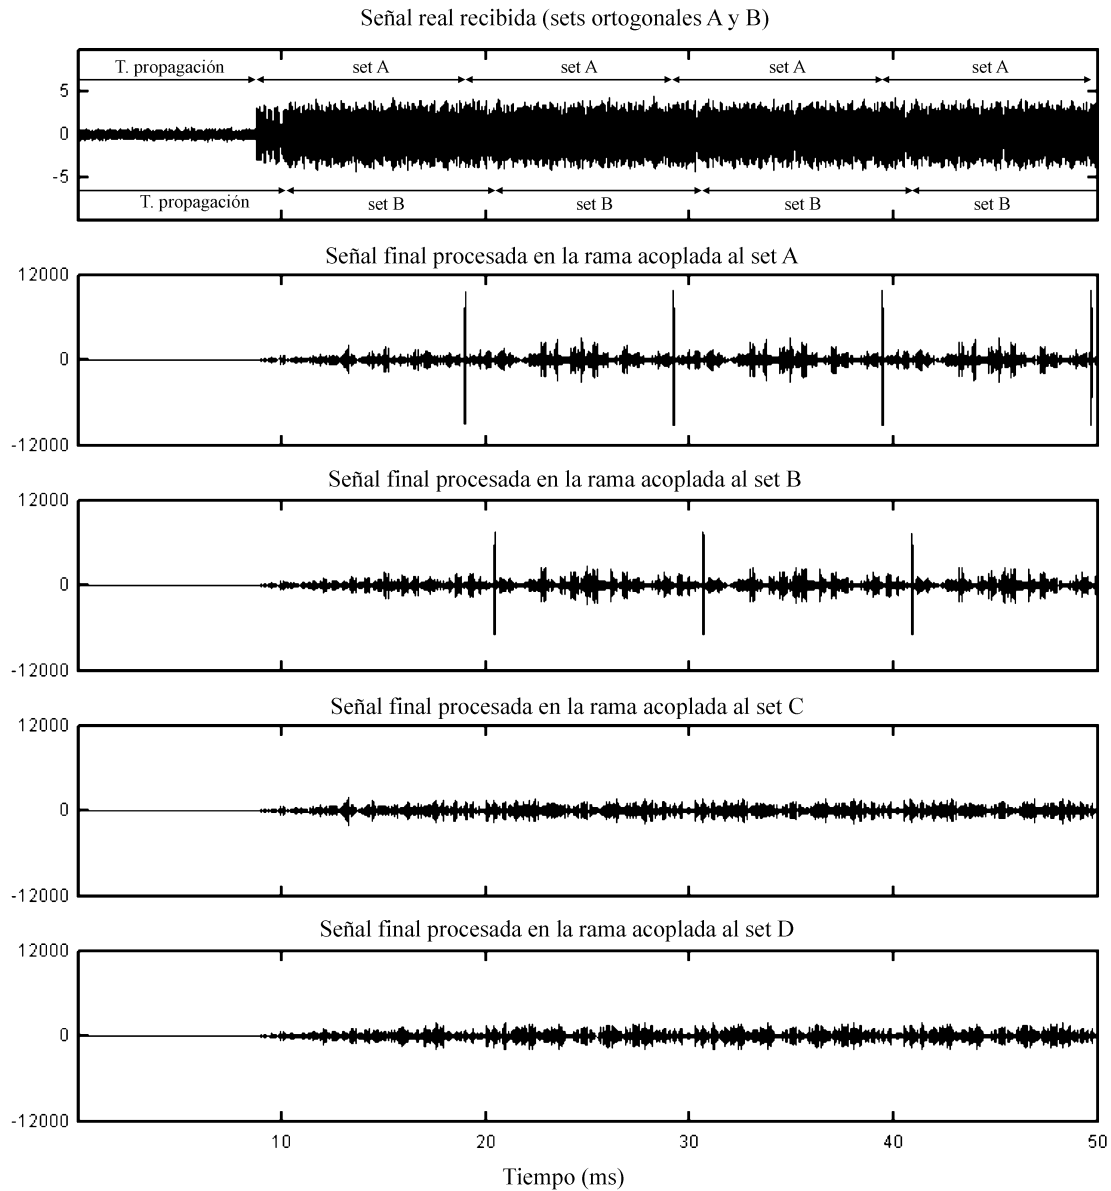 Señal real recibida (sets ortogonales A y B)
T. propagación set A set A set A set A
5
0
-5
T. propagación set B set B set B set B
Señal final procesada en la rama acoplada al set A
12000
0
-12000
Señal final procesada en la rama acoplada al set B
12000
0
-12000
Señal final procesada en la rama acoplada al set C
12000
0
-12000
Señal final procesada en la rama acoplada al set D
12000
0
-12000
10 20 30 40 50
Tiempo (ms)